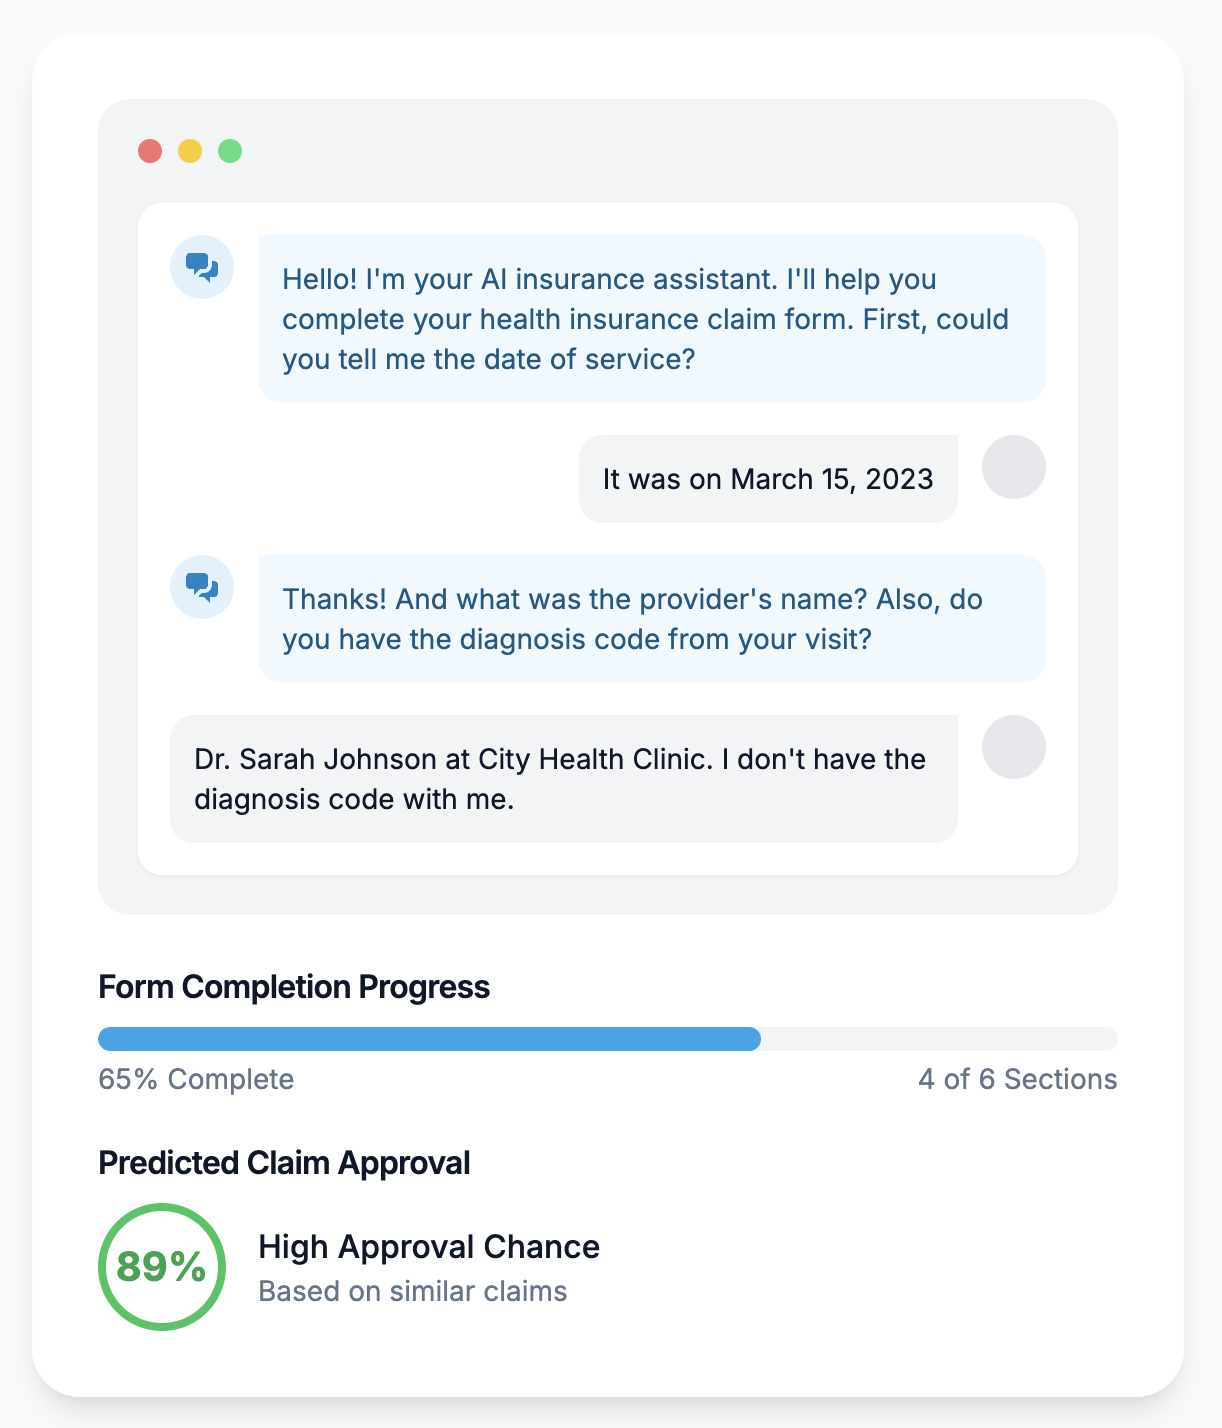 Hello! I'm your AI insurance assistant. I'll help you
complete your health insurance claim form. First, could
you tell me the date of service?
It was on March 15, 2023
Thanks! And what was the provider's name? Also, do
you have the diagnosis code from your visit?
Dr. Sarah Johnson at City Health Clinic. I don't have the
diagnosis code with me.
Form Completion Progress
65% Complete
4 of 6 Sections
Predicted Claim Approval
89%
High Approval Chance
Based on similar claims